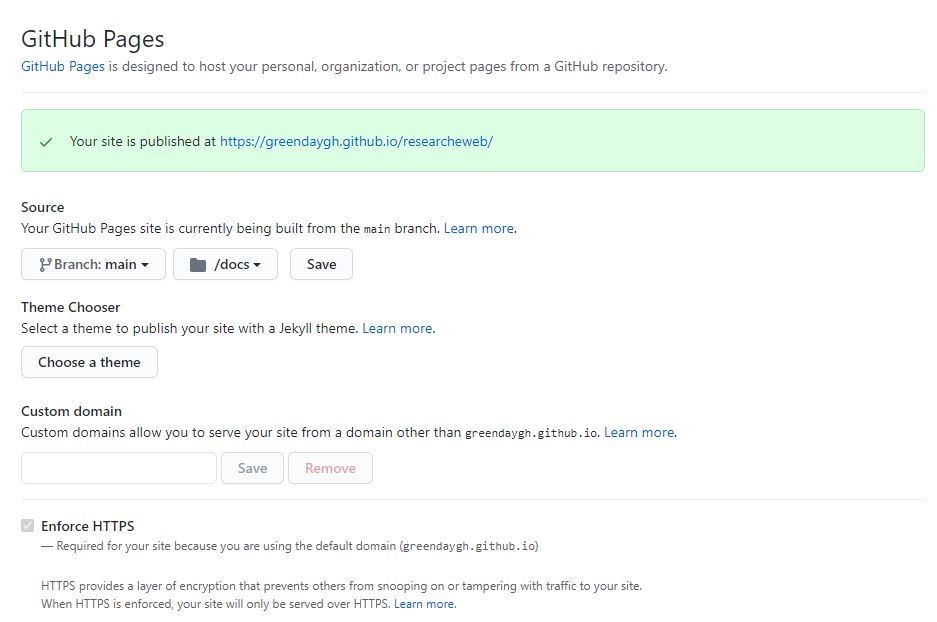 GitHub Pages
GitHub Pages is designed to host your personal, organization, or project pages from a GitHub repository.
Your site is published at https://greendaygh.github.io/researcheweb/
Source
Your GitHub Pages site is currently being built from the main branch. Learn more.
Branch: main /docs Save
Theme Chooser
Select a theme to publish your site with a Jekyll theme. Learn more.
Choose a theme
Custom domain
Custom domains allow you to serve your site from a domain other than greendaygh.github.io. Learn more.
Save Remove
Enforce HTTPS
— Required for your site because you are using the default domain (greendaygh.github.io)
HTTPS provides a layer of encryption that prevents others from snooping on or tampering with traffic to your site.
When HTTPS is enforced, your site will only be served over HTTPS. Learn more.